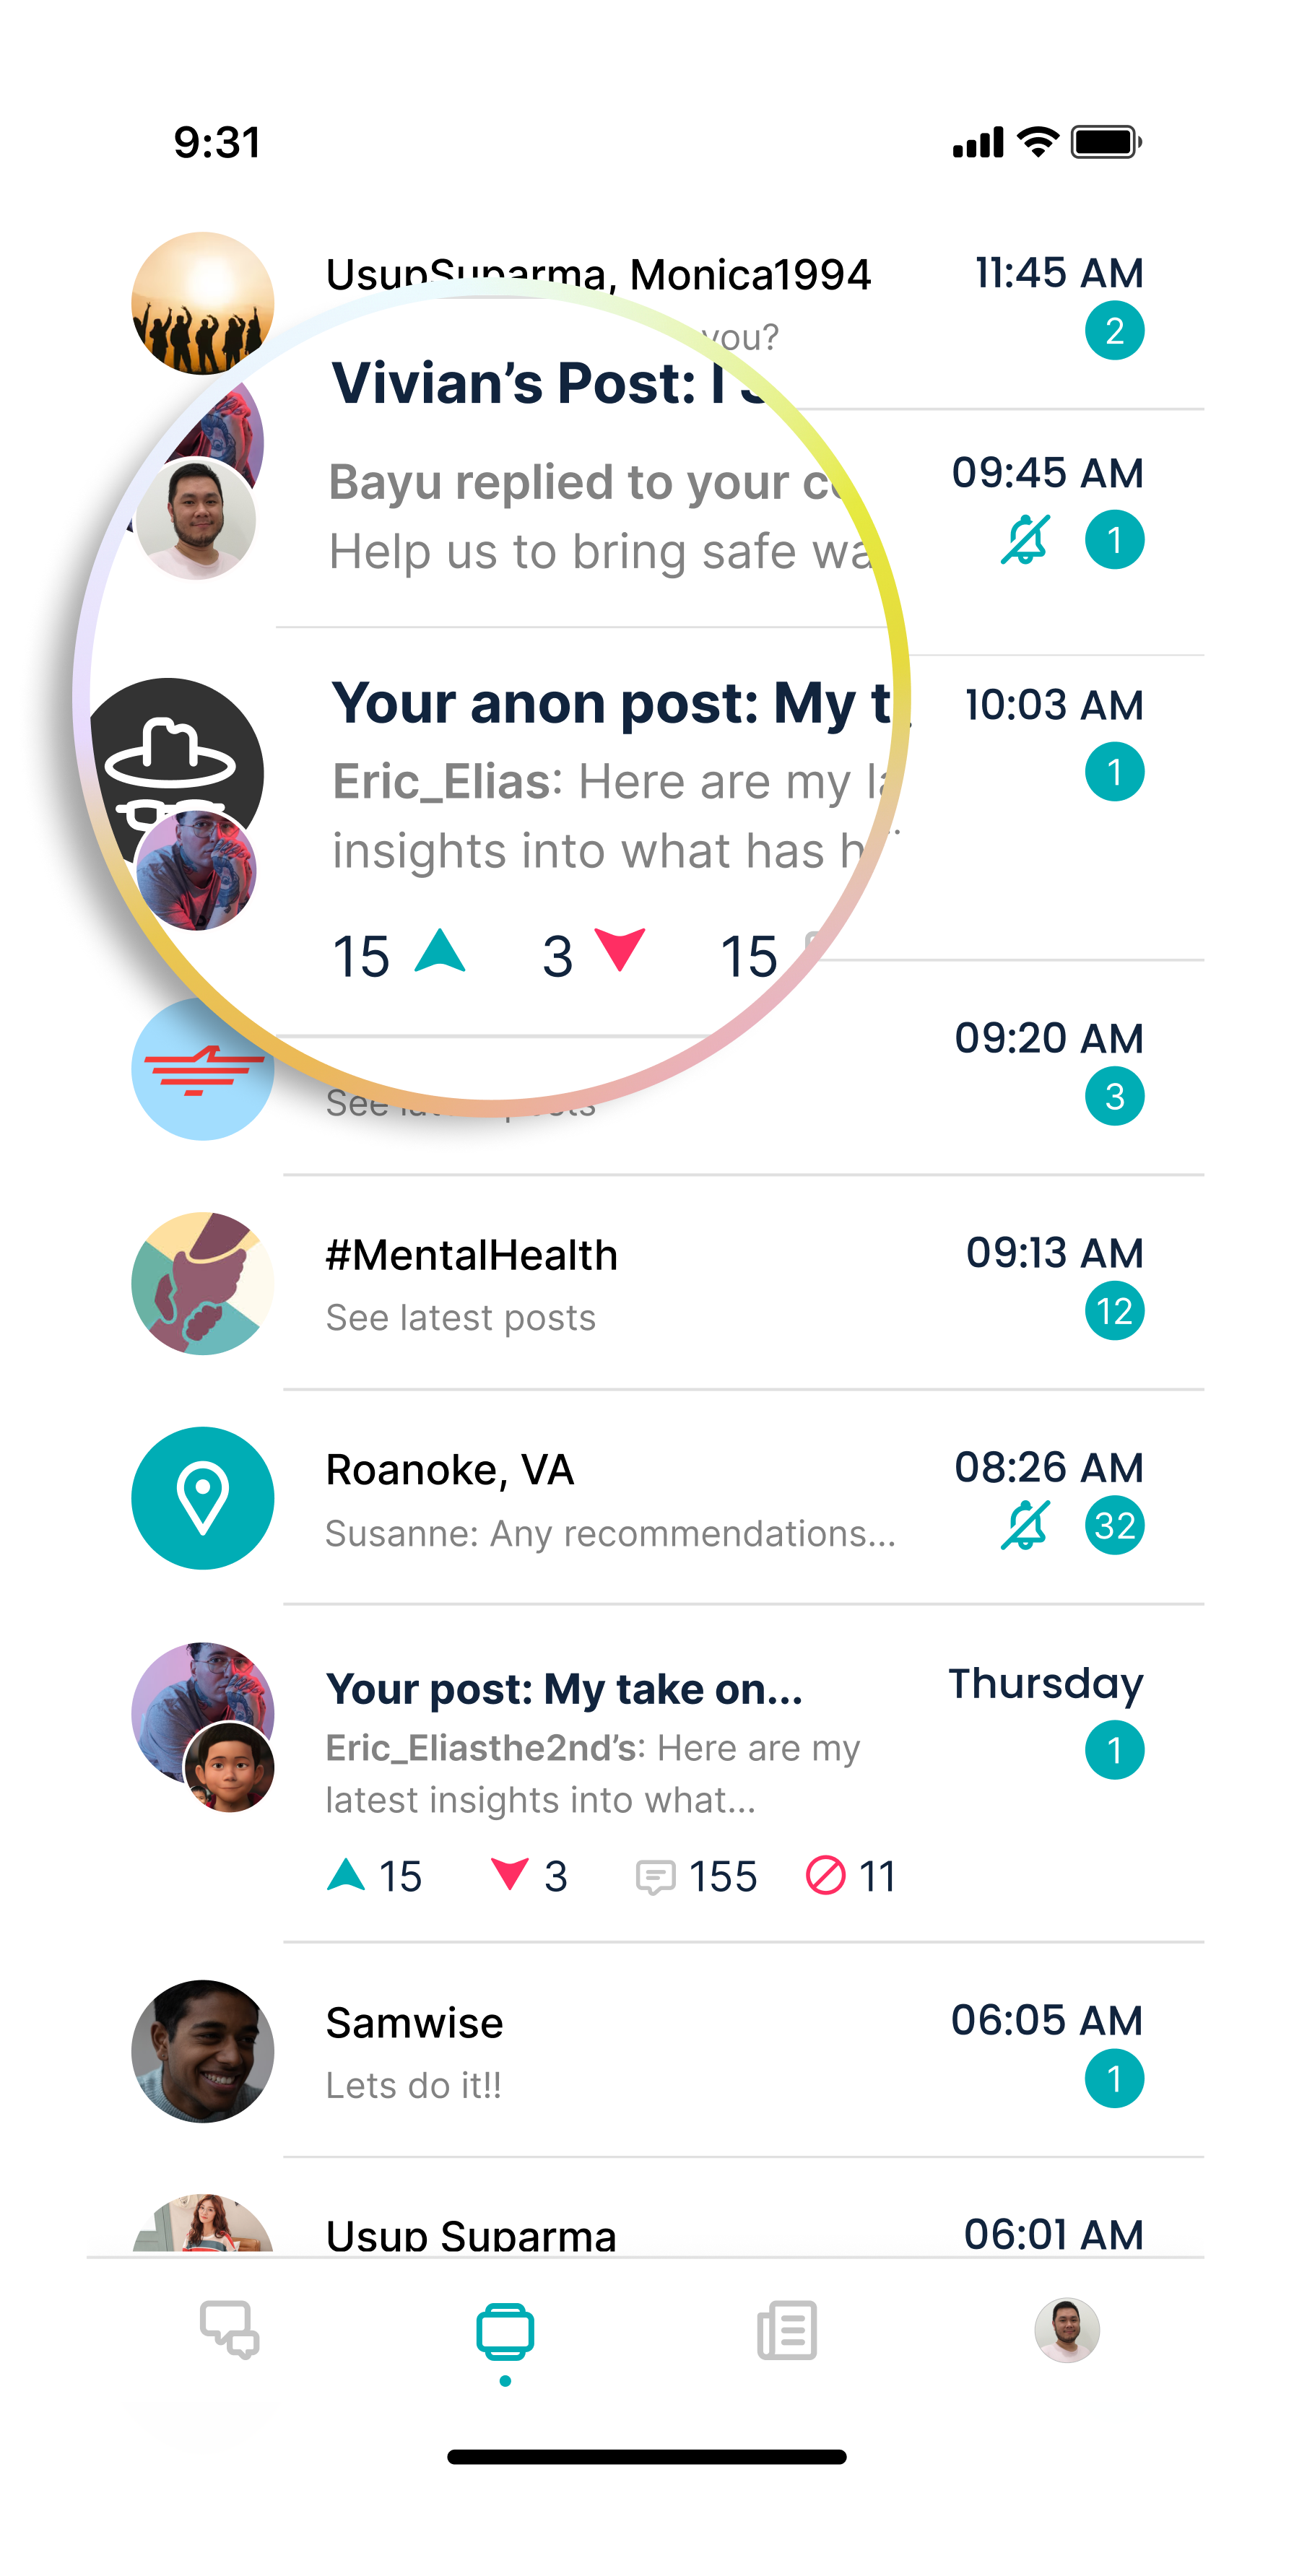 9:31
UsupSuparma, Monica1994 11:45 AM
you? 2
Vivian’s Post: I
Bayu replied to your 09:45 AM
Help us to bring safe 1
Your anon post: My 10:03 AM
Eric_Elias: Here are my 1
insights into what has
15 3 15
09:20 AM
See latest posts 3
#MentalHealth 09:13 AM
See latest posts 12
Roanoke, VA 08:26 AM
Susanne: Any recommendations... 32
Your post: My take on... Thursday
Eric_Eliasthe2nd’s: Here are my 1
latest insights into what...
15 3 155 11
Samwise 06:05 AM
Lets do it!! 1
Usup Suparma 06:01 AM